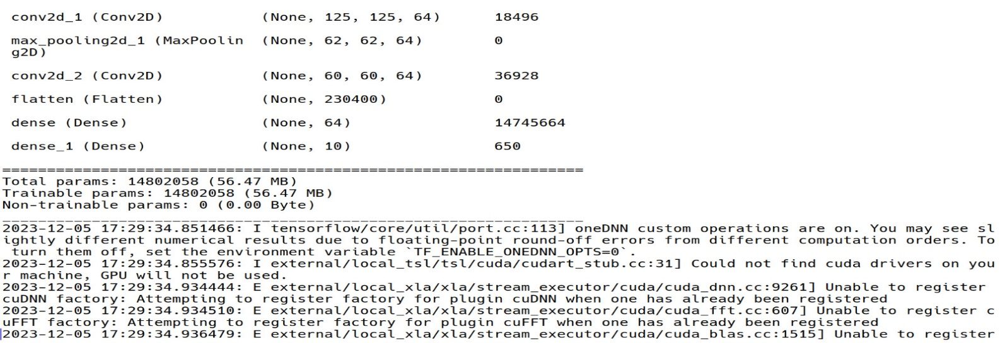 conv2d_1 (Conv2D) (None, 125, 125, 64) 18496
max_pooling2d_1 (MaxPoolin (None, 62, 62, 64) 0
g2D)
conv2d_2 (Conv2D) (None, 60, 60, 64) 36928
flatten (Flatten) (None, 230400) 0
dense (Dense) (None, 64) 14745664
dense_1 (Dense) (None, 10) 650
=================================================================
Total params: 14802058 (56.47 MB)
Trainable params: 14802058 (56.47 MB)
Non-trainable params: 0 (0.00 Byte)
_________________________________________________________________
2023-12-05 17:29:34.851466: I tensorflow/core/util/port.cc:113] oneDNN custom operations are on. You may see sl
ightly different numerical results due to floating-point round-off errors from different computation orders. To
turn them off, set the environment variable `TF_ENABLE_ONEDNN_OPTS=0`.
2023-12-05 17:29:34.855576: I external/local_tsl/tsl/cuda/cudart_stub.cc:31] Could not find cuda drivers on you
r machine, GPU will not be used.
2023-12-05 17:29:34.934444: E external/local_xla/xla/stream_executor/cuda/cuda_dnn.cc:9261] Unable to register
cuDNN factory: Attempting to register factory for plugin cuDNN when one has already been registered
2023-12-05 17:29:34.934510: E external/local_xla/xla/stream_executor/cuda/cuda_fft.cc:607] Unable to register c
uFFT factory: Attempting to register factory for plugin cuFFT when one has already been registered
2023-12-05 17:29:34.936479: E external/local_xla/xla/stream_executor/cuda/cuda_blas.cc:1515] Unable to register